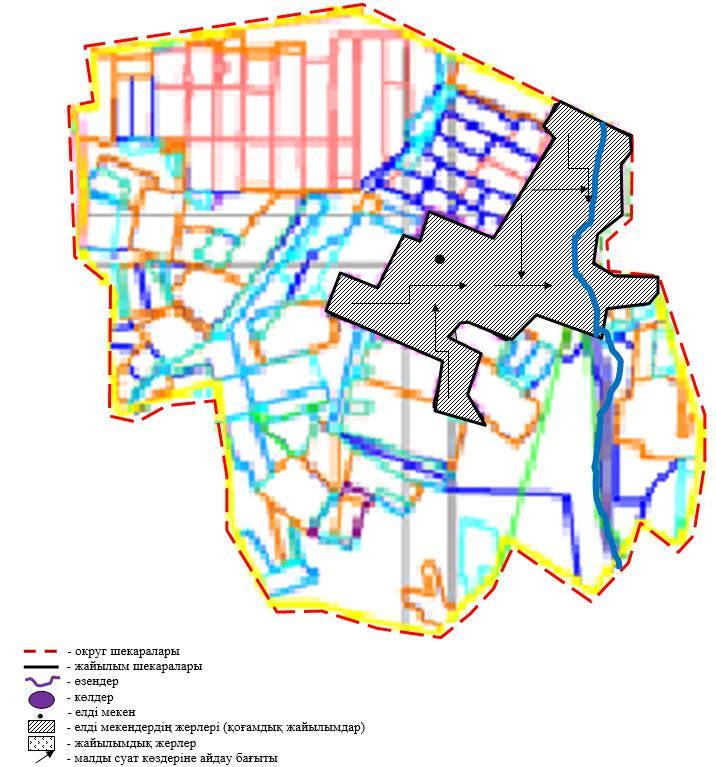 - округ шекаралары
- жайылым шекаралары
- өзендер
- көлдер
- елді мекен
- елді мекендердің жерлері (қоғамдық жайылымдар)
- жайылымдық жерлер
- малды суат көздеріне айдау бағыты